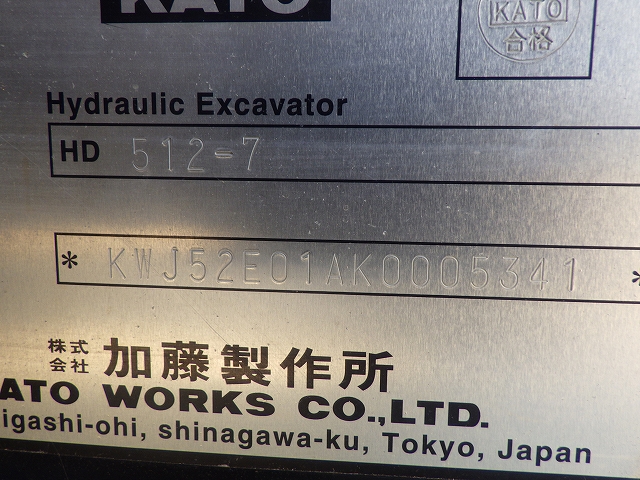 KATO
KATO
合格
Hydraulic Excavator
HD 512-7
* KWJ52E01AK0005341 *
株式会社 加藤製作所
ATO WORKS CO.,LTD.
igashi-ohi, shinagawa-ku, Tokyo, Japan